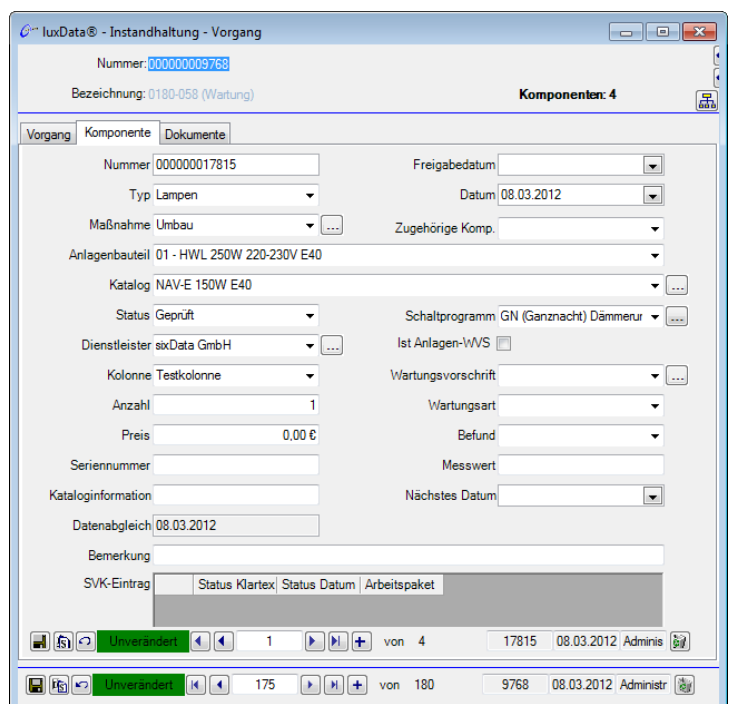 luxData® - Instandhaltung - Vorgang
Nummer: 000000009768
Bezeichnung: 0180-058 (Wartung) Komponenten: 4
Vorgang Komponente Dokumente
Nummer 000000017815 Freigabedatum
Typ Lampen Datum 08.03.2012
Maßnahme Umbau ... Zugehörige Komp.
Anlagenbauteil 01 - HWL 250W 220-230V E40
Katalog NAV-E 150W E40 ...
Status Geprüft Schaltprogramm GN (Ganznacht) Dämmerur ...
Dienstleister sixData GmbH ... Ist Anlagen-WVS
Kolonne Testkolonne Wartungsvorschrift ...
Anzahl 1 Wartungsart
Preis 0,00 € Befund
Seriennummer Messwert
Kataloginformation Nächstes Datum
Datenabgleich 08.03.2012
Bemerkung
SVK-Eintrag Status Klartex Status Datum Arbeitspaket
Unverändert 1 von 4 17815 08.03.2012 Adminis
Unverändert 175 von 180 9768 08.03.2012 Administr